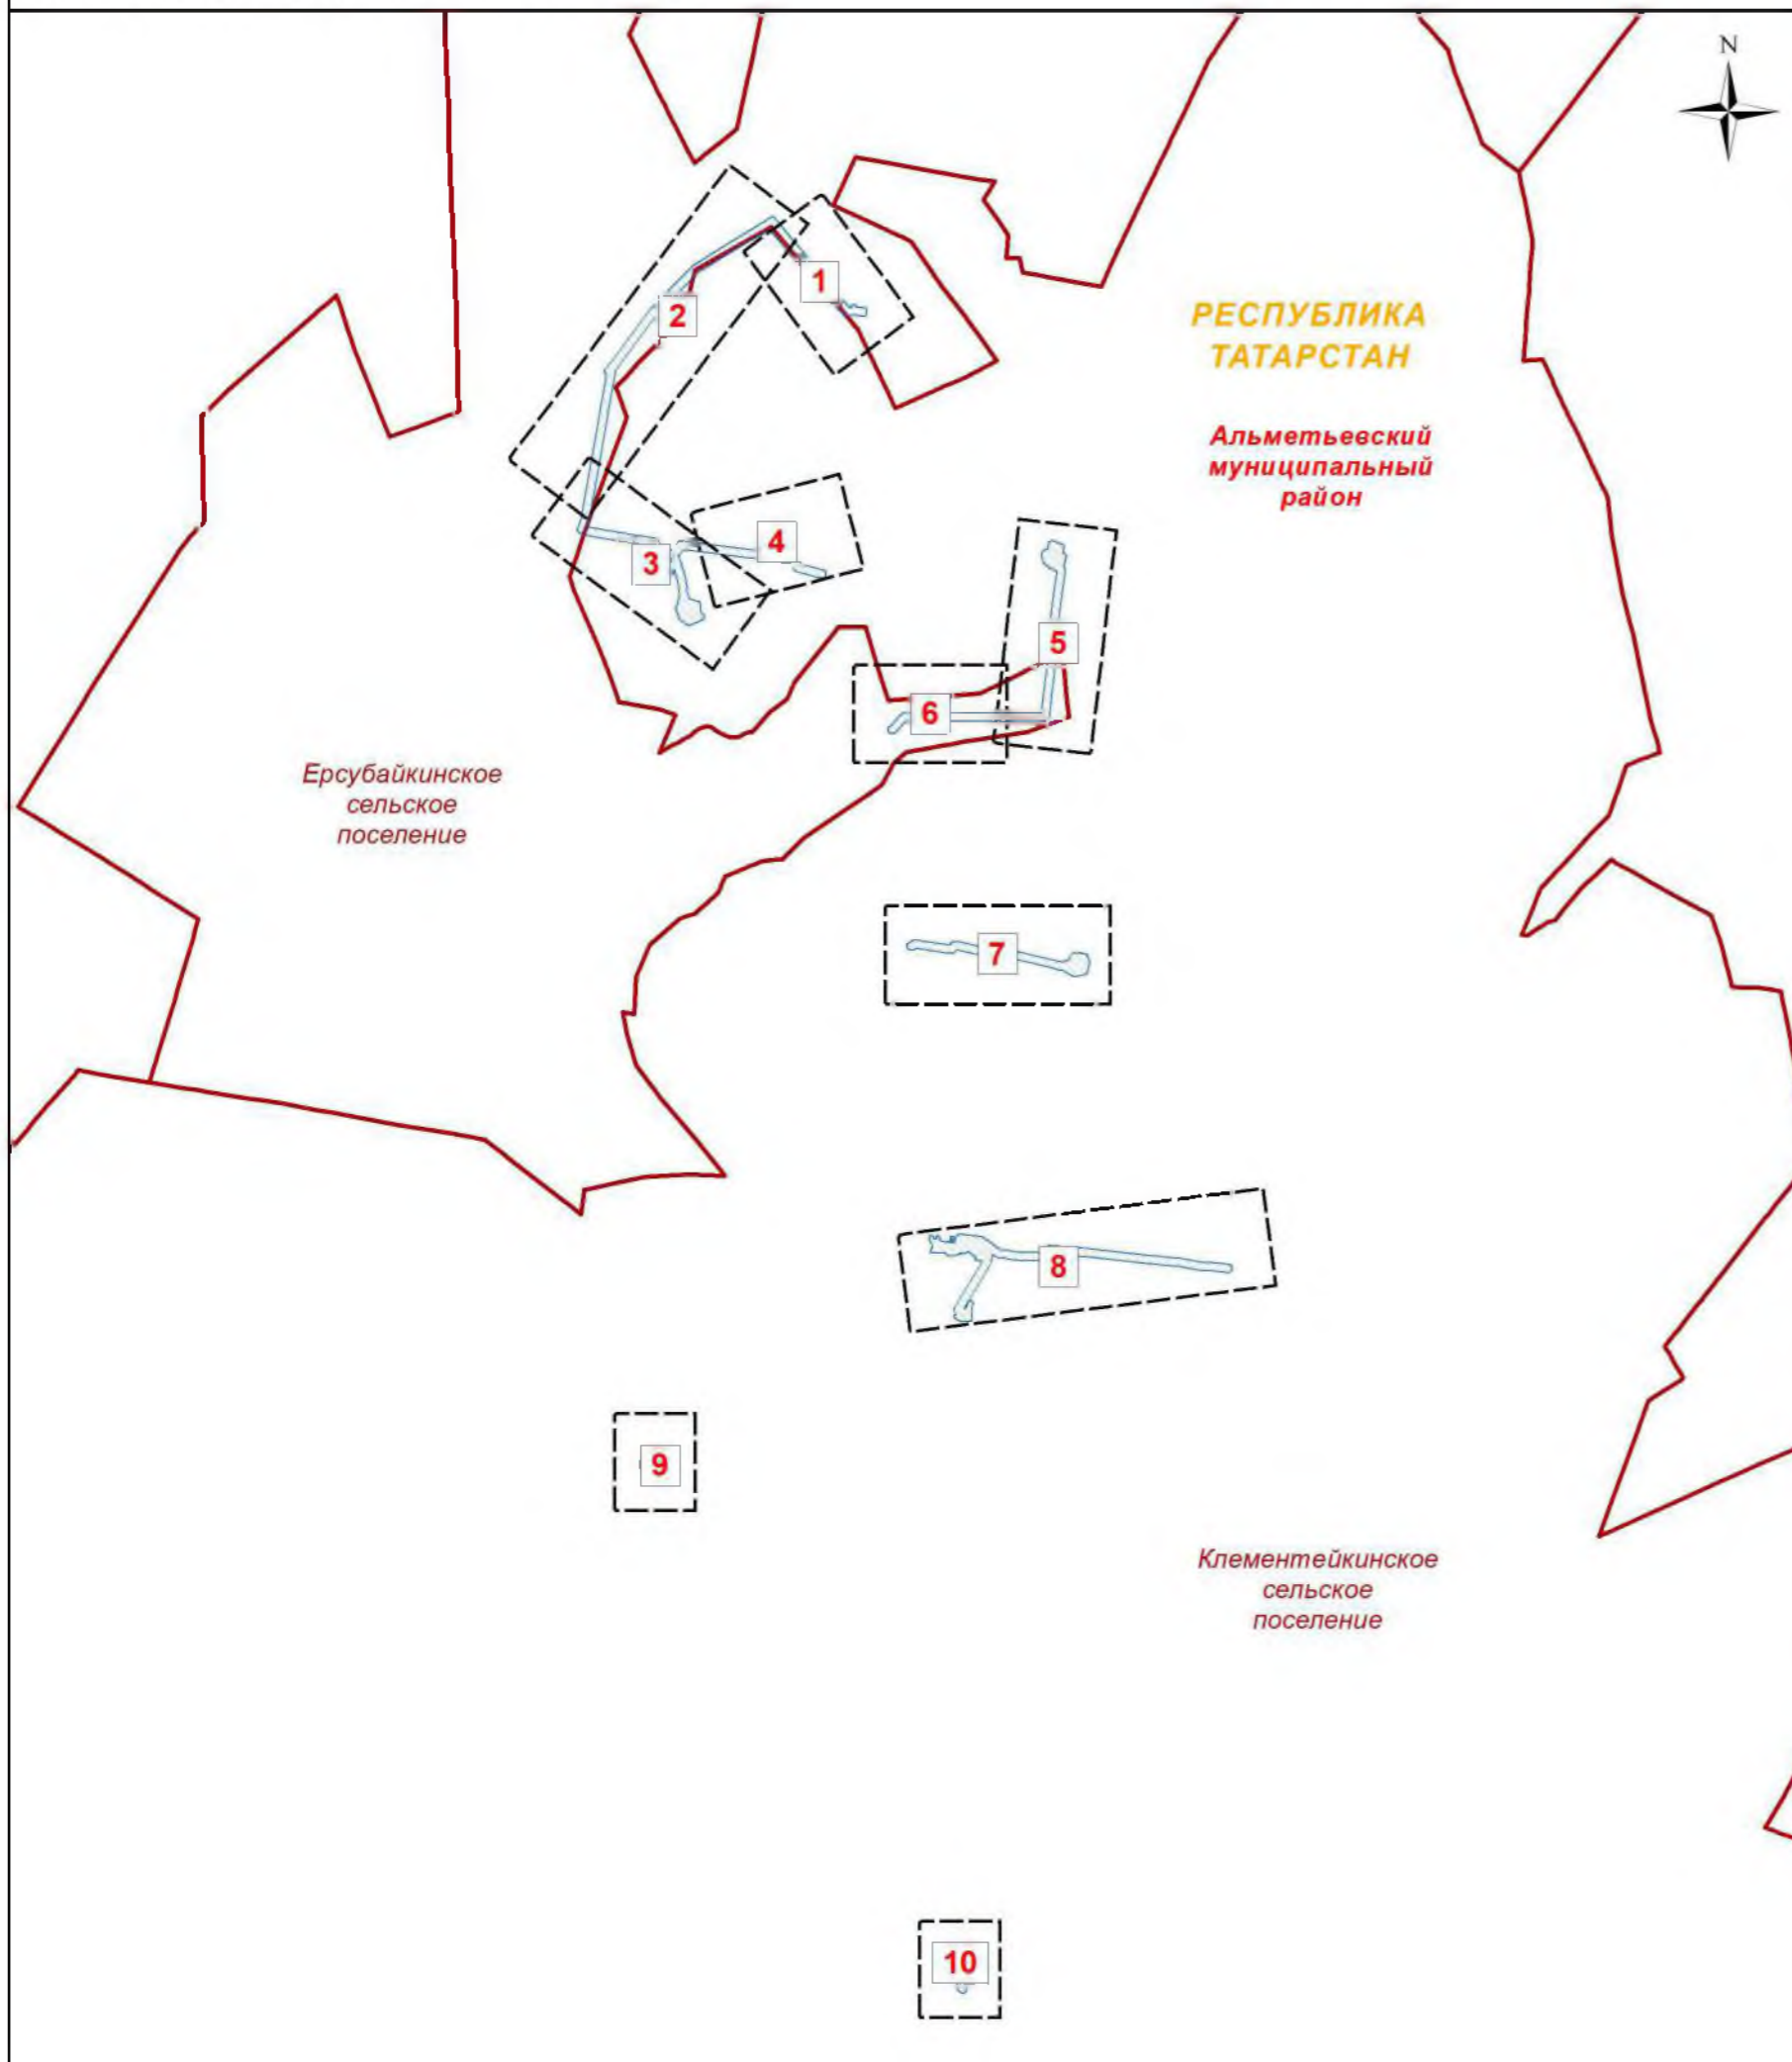 N
1
2
РЕСПУБЛИКА
ТАТАРСТАН
Альметьевский
муниципальный
район
4
3
5
6
Ерсубайкинское
сельское
поселение
7
8
9
Клементейкинское
сельское
поселение
10